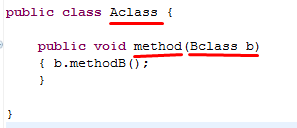 public class Aclass {
public void method(Bclass b)
{ b.methodB();
}
}